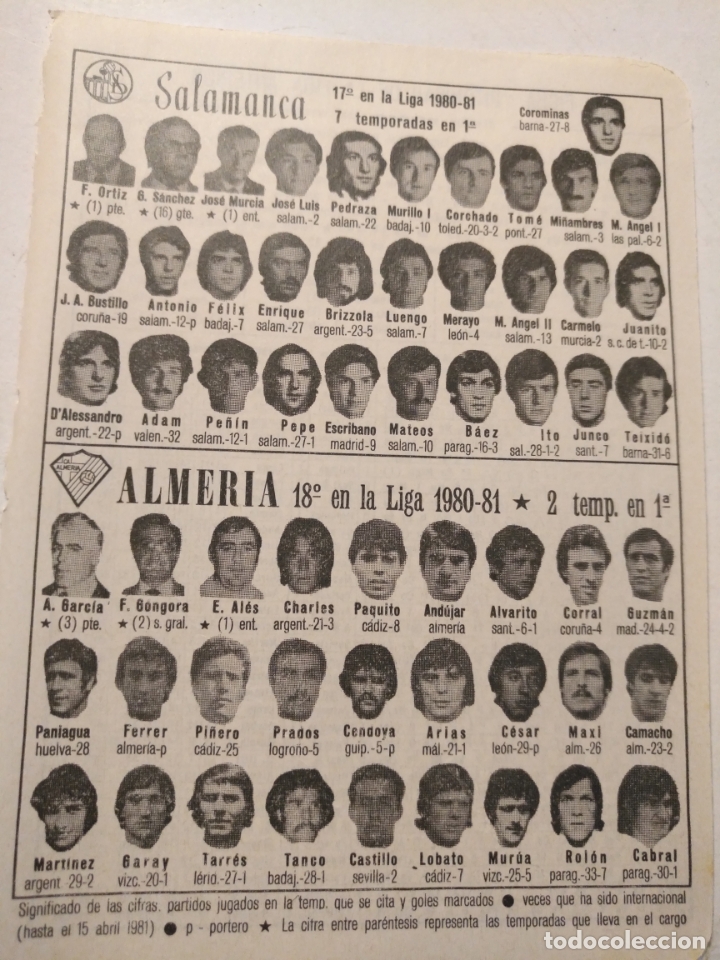 Salamanca
17º en la Liga 1980-81
7 temporadas en 1ª
Corominas
barna-27-8
F. Ortiz G. Sánchez José Murcia José Luis Pedraza Murillo I Corchado Tomé Miñambres M. Angel I
★ (1) pte. ★ (16) gte. ★ (1) ent. salam.-2 salam.-22 badaj.-10 toled.-20-3-2 pont.-27 salam.-3 las pal.-6-2
J. A. Bustillo Antonio Félix Enrique Brizzola Luengo Merayo M. Angel II Carmelo Juanito
coruña-19 salam.-12-p badaj.-7 salam.-27 argent.-23-5 salam.-7 león-4 salam.-13 murcia-2 s.c.de t.-10-2
D'Alessandro Adam Peñín Pepe Escribano Mateos Báez Ito Junco Teixidó
argent.-22-p valen.-32 salam.-12-1 salam.-27-1 madrid-9 salam.-10 parag.-16-3 sal.-28-1-2 sant.-7 barna-31-6
ALMERIA 18º en la Liga 1980-81 ★ 2 temp. en 1ª
A. García F. Góngora E. Alés Charles Paquito Andújar Alvarito Corral Guzmán
★ (3) pte. ★ (2) s. gral. ★ (1) ent. argent.-21-3 cádiz-8 almería sant.-6-1 coruña-4 mad.-24-4-2
Paniagua Ferrer Piñero Prados Cendoya Arias César Maxi Camacho
huelva-28 almería-p cádiz-25 logroño-5 guip.-5-p mál.-21-1 león-29-p alm.-26 alm.-23-2
Martínez Garay Tarrés Tanco Castillo Lobato Murúa Rolón Cabral
argent-29-2 vizc.-20-1 lérid.-27-1 badaj.-28-1 sevilla-2 cádiz-7 vizc.-25-5 parag.-33-7 parag.-30-1
Significado de las cifras. partidos jugados en la temp. que se cita y goles marcados ● veces que ha sido internacional
(hasta el 15 abril 1981) ● p - portero ★ La cifra entre paréntesis representa las temporadas que lleva en el cargo
todocoleccion